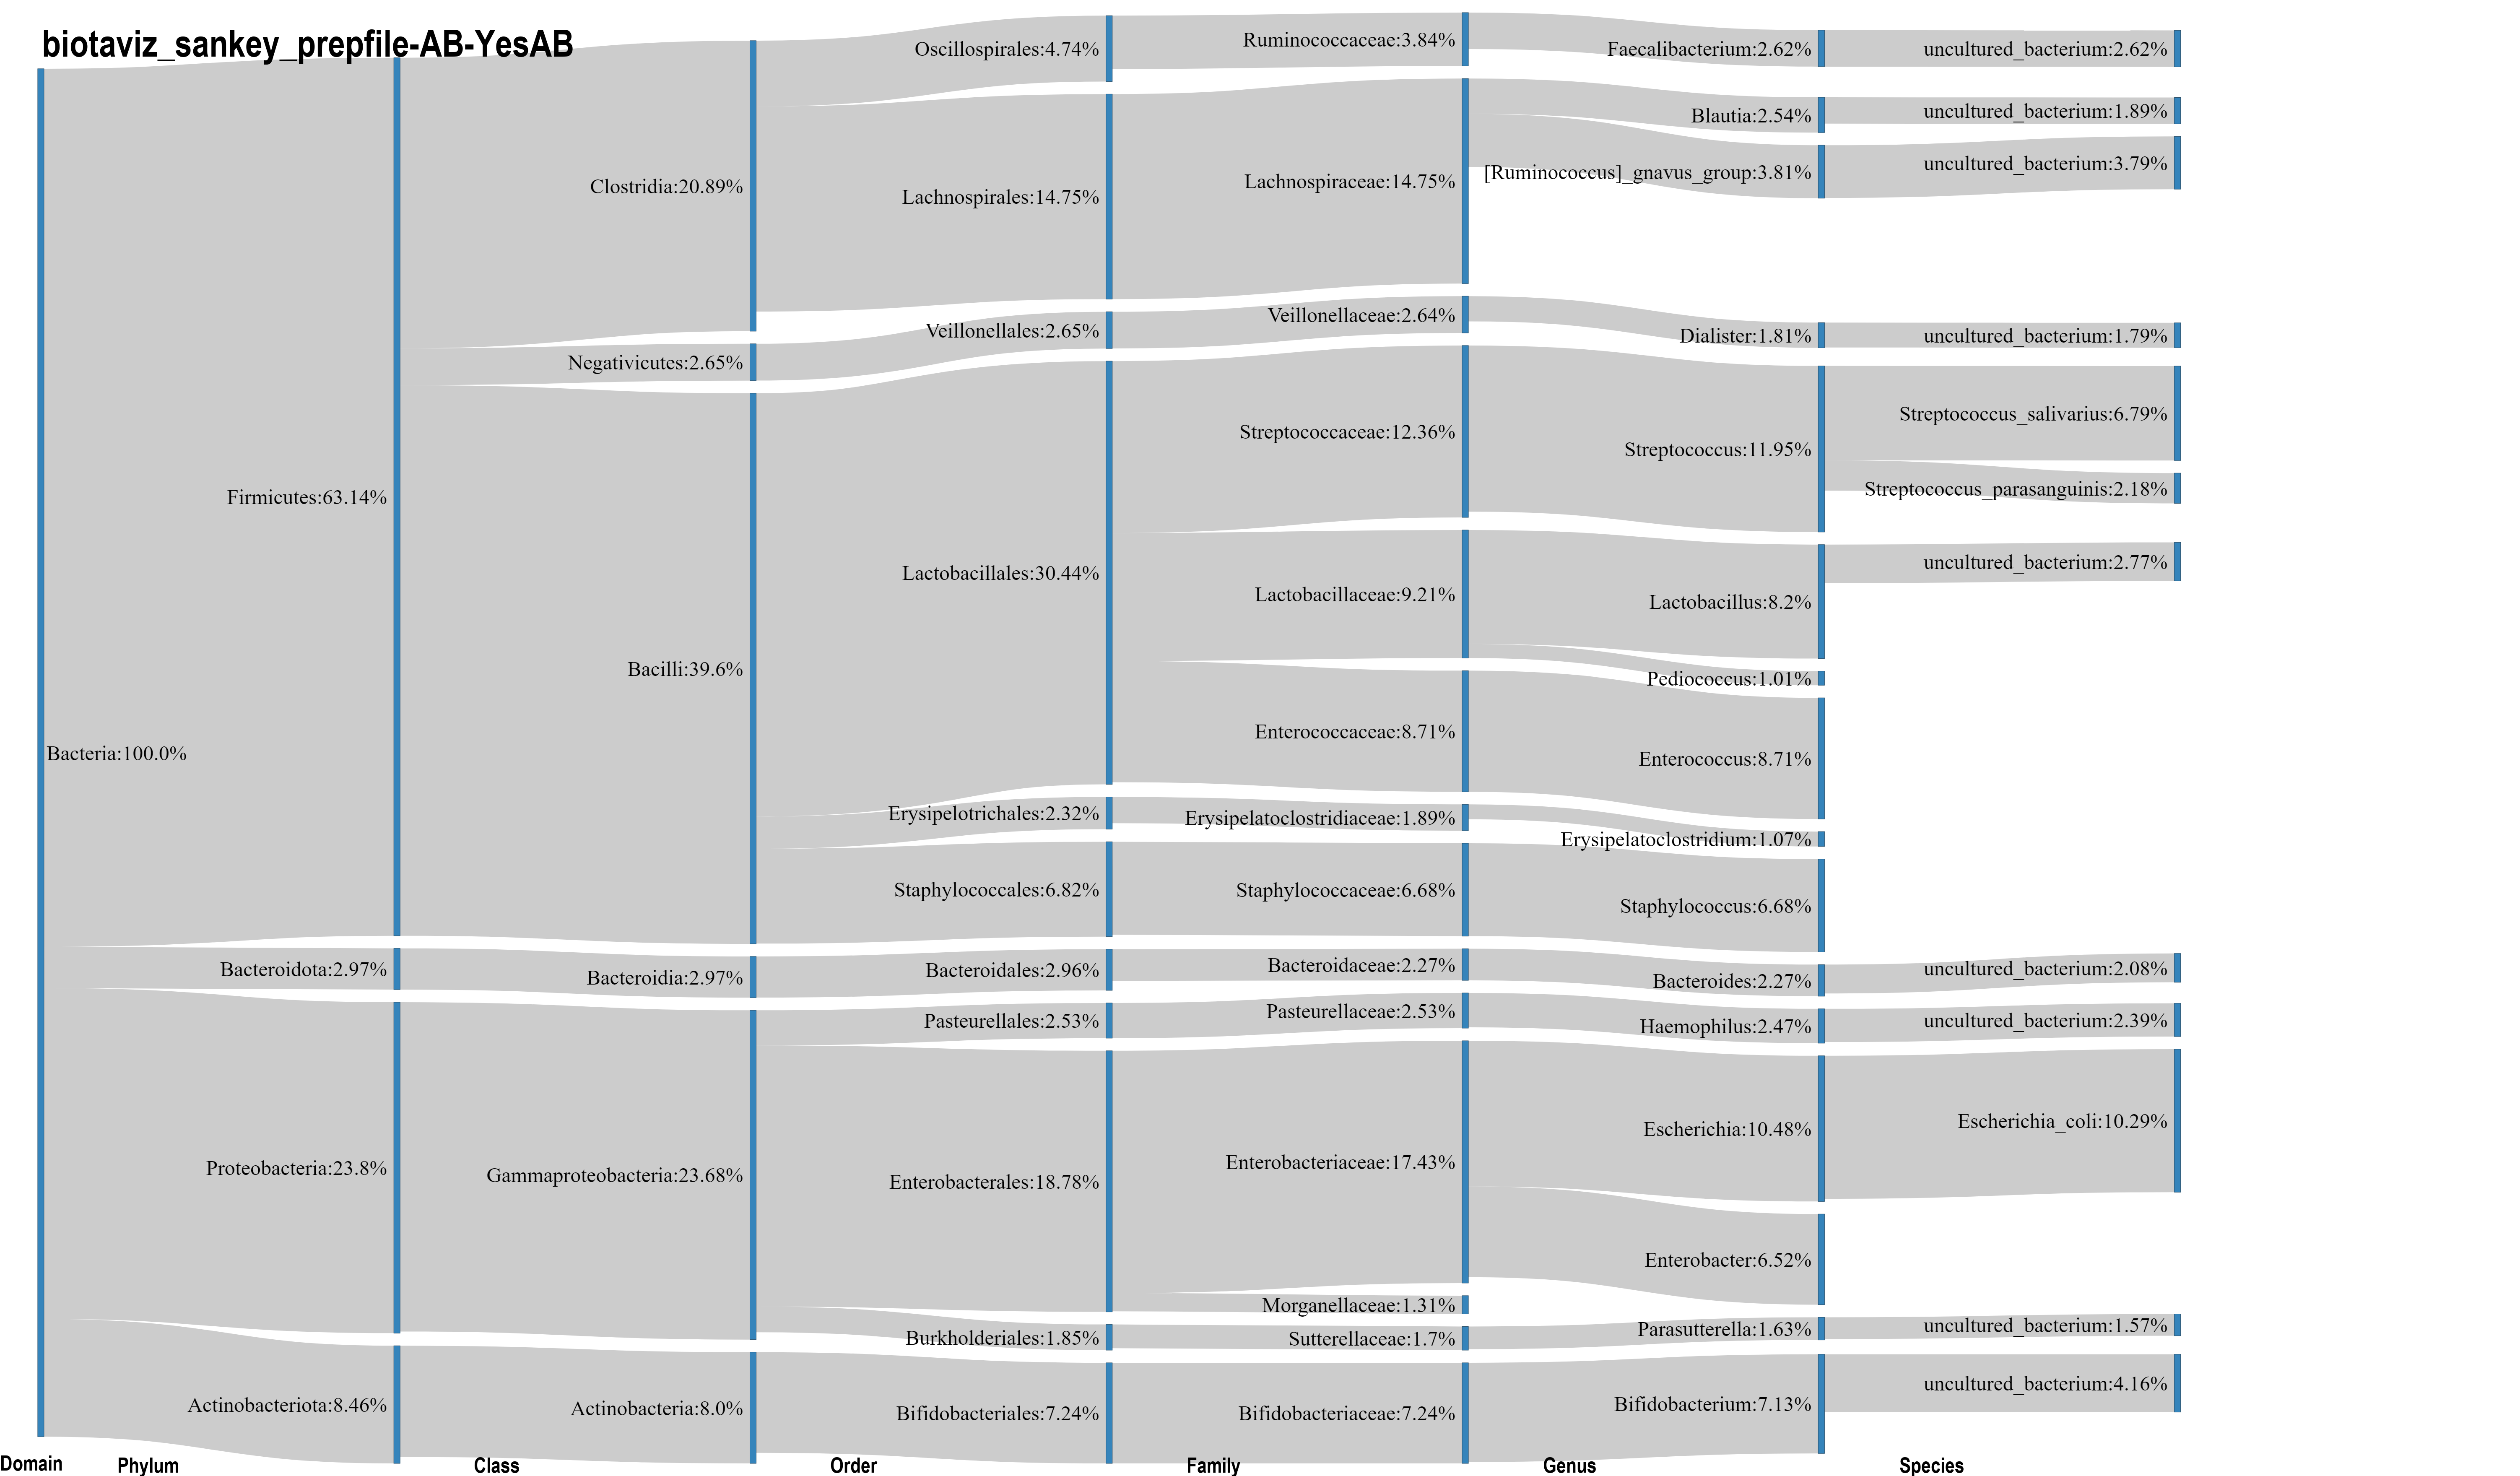 biotaviz_sankey_prepfile-AB-YesAB
Bacteria:100.0%
Firmicutes:63.14%
Bacteroidota:2.97%
Proteobacteria:23.8%
Actinobacteriota:8.46%
Clostridia:20.89%
Negativicutes:2.65%
Bacilli:39.6%
Bacteroidia:2.97%
Gammaproteobacteria:23.68%
Actinobacteria:8.0%
Oscillospirales:4.74%
Lachnospirales:14.75%
Veillonellales:2.65%
Lactobacillales:30.44%
Erysipelotrichales:2.32%
Staphylococcales:6.82%
Bacteroidales:2.96%
Pasteurellales:2.53%
Enterobacterales:18.78%
Burkholderiales:1.85%
Bifidobacteriales:7.24%
Ruminococcaceae:3.84%
Lachnospiraceae:14.75%
Veillonellaceae:2.64%
Streptococcaceae:12.36%
Lactobacillaceae:9.21%
Enterococcaceae:8.71%
Erysipelatoclostridiaceae:1.89%
Staphylococcaceae:6.68%
Bacteroidaceae:2.27%
Pasteurellaceae:2.53%
Enterobacteriaceae:17.43%
Morganellaceae:1.31%
Sutterellaceae:1.7%
Bifidobacteriaceae:7.24%
Faecalibacterium:2.62%
Blautia:2.54%
[Ruminococcus]_gnavus_group:3.81%
Dialister:1.81%
Streptococcus:11.95%
Lactobacillus:8.2%
Pediococcus:1.01%
Enterococcus:8.71%
Erysipelatoclostridium:1.07%
Staphylococcus:6.68%
Bacteroides:2.27%
Haemophilus:2.47%
Escherichia:10.48%
Enterobacter:6.52%
Parasutterella:1.63%
Bifidobacterium:7.13%
uncultured_bacterium:2.62%
uncultured_bacterium:1.89%
uncultured_bacterium:3.79%
uncultured_bacterium:1.79%
Streptococcus_salivarius:6.79%
Streptococcus_parasanguinis:2.18%
uncultured_bacterium:2.77%
uncultured_bacterium:2.08%
uncultured_bacterium:2.39%
Escherichia_coli:10.29%
uncultured_bacterium:1.57%
uncultured_bacterium:4.16%
Domain
Phylum
Class
Order
Family
Genus
Species